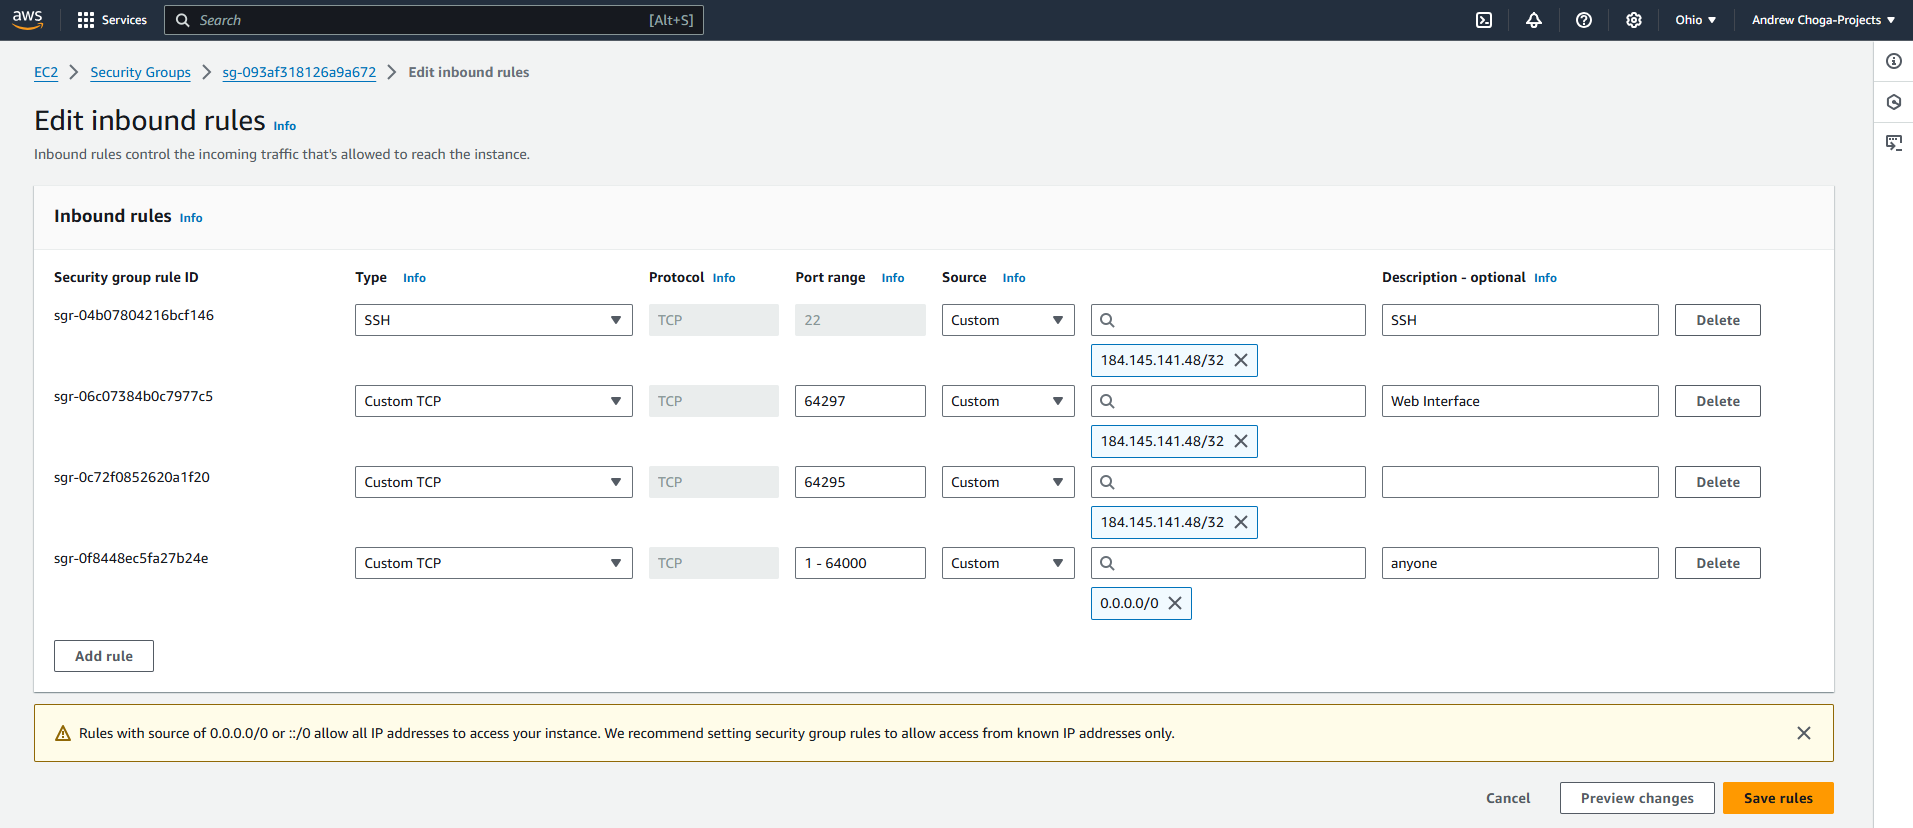 aws Services Search [Alt+S] Ohio Andrew Choga-Projects
EC2 Security Groups sg-093af318126a9a672 Edit inbound rules
Edit inbound rules Info
Inbound rules control the incoming traffic that's allowed to reach the instance.
Inbound rules Info
Security group rule ID Type Info Protocol Info Port range Info Source Info Description - optional Info
sgr-04b07804216bcf146 SSH TCP 22 Custom SSH Delete
184.145.141.48/32
sgr-06c07384b0c7977c5 Custom TCP TCP 64297 Custom Web Interface Delete
184.145.141.48/32
sgr-0c72f0852620a1f20 Custom TCP TCP 64295 Custom Delete
184.145.141.48/32
sgr-0f8448ec5fa27b24e Custom TCP TCP 1 - 64000 Custom anyone Delete
0.0.0.0/0
Add rule
Rules with source of 0.0.0.0/0 or ::/0 allow all IP addresses to access your instance. We recommend setting security group rules to allow access from known IP addresses only.
Cancel Preview changes Save rules